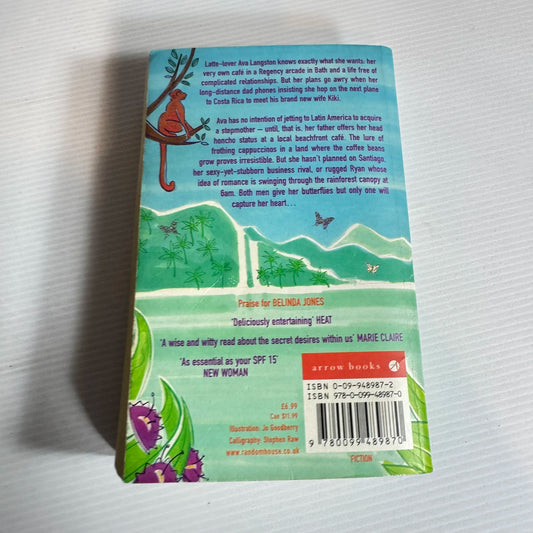 Latte-lover Ava Langston knows exactly what she wants: her
very own café in a Regency arcade in Bath and a life free of
complicated relationships. But her plans go awry when her
long-distance dad phones insisting she hop on the next plane
to Costa Rica to meet his brand new wife Kiki.
Ava has no intention of jetting to Latin America to acquire
a stepmother – until, that is, her father offers her head
honcho status at a local beachfront café. The lure of
frothing cappuccinos in a land where the coffee beans
grow proves irresistible. But she hasn't planned on Santiago,
her sexy-yet-stubborn business rival, or rugged Ryan whose
idea of romance is swinging through the rainforest canopy at
6am. Both men give her butterflies but only one will
capture her heart...
Praise for BELINDA JONES
'Deliciously entertaining' HEAT
'A wise and witty read about the secret desires within us' MARIE CLAIRE
'As essential as your SPF 15'
NEW WOMAN
arrow books
ISBN 0-09-948987-2
ISBN 978-0-099-48987-0
9 780099 489870
£6.99
Can $11.99
Illustration: Jo Goodberry
Calligraphy: Stephen Raw
www.randomhouse.co.uk
FICTION